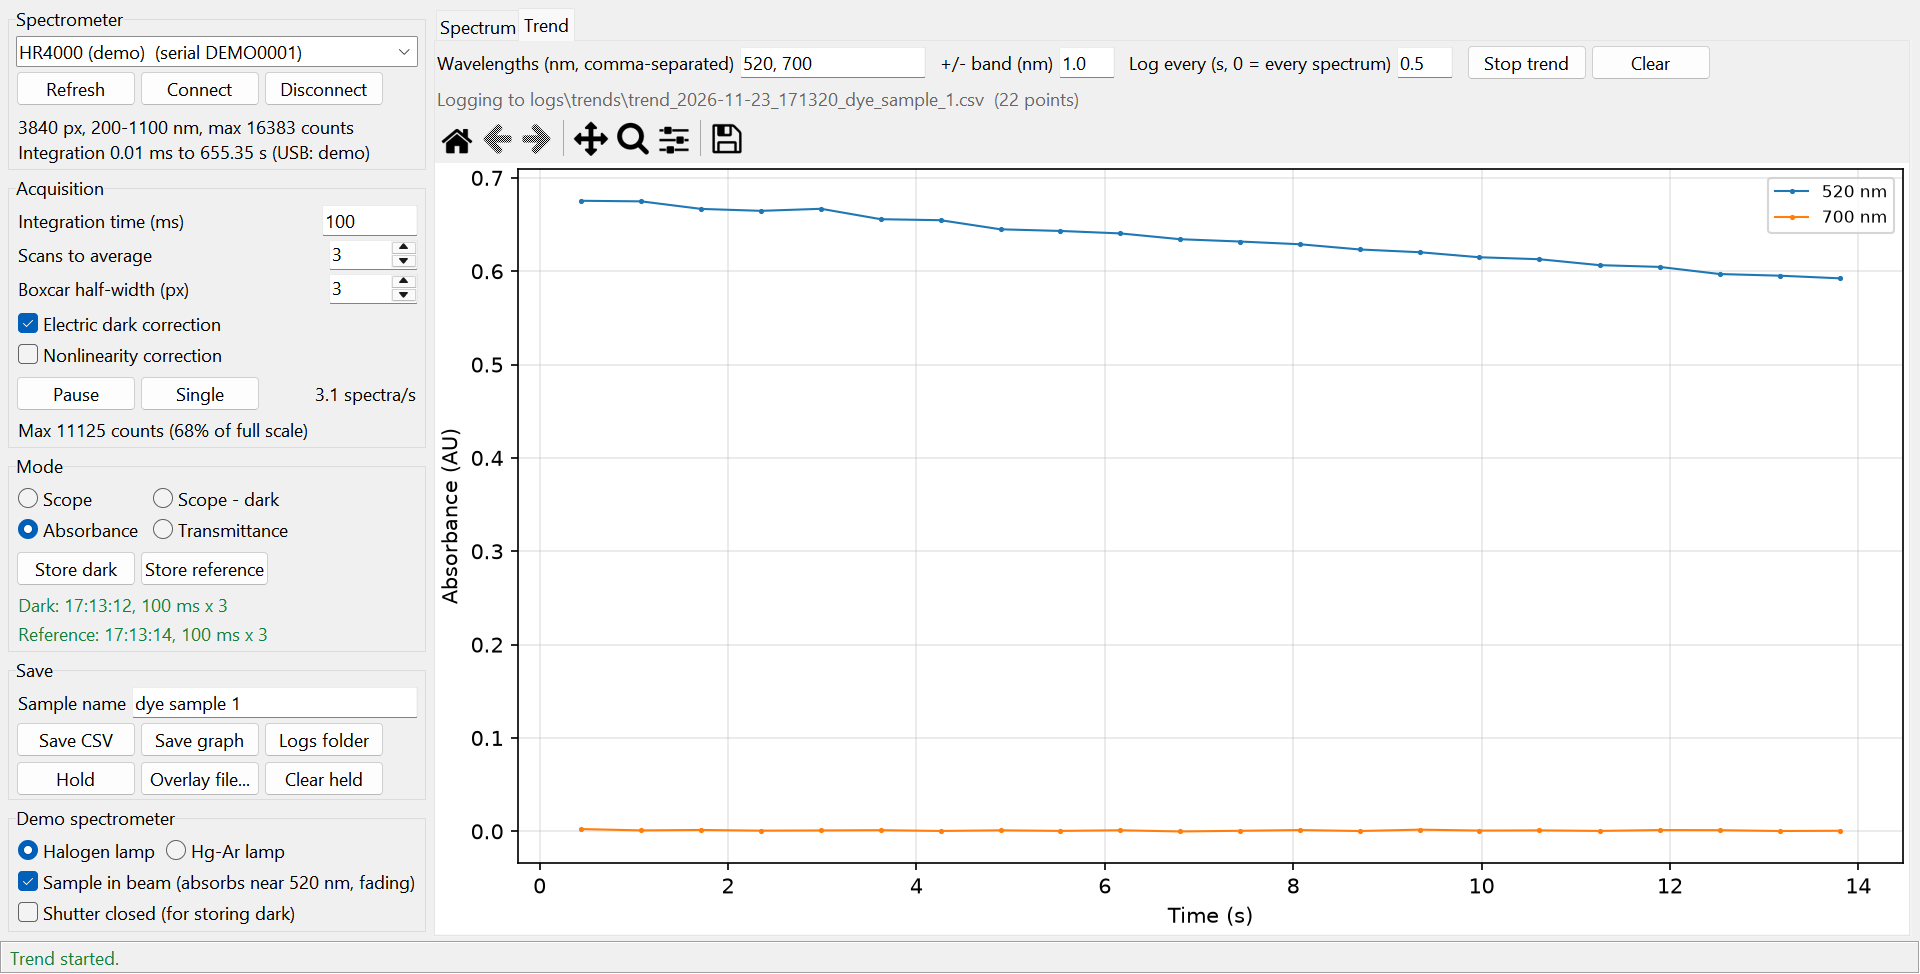 Spectrometer
HR4000 (demo)  (serial DEMO0001)
Refresh
Connect
Disconnect
3840 px, 200-1100 nm, max 16383 counts
Integration 0.01 ms to 655.35 s (USB: demo)
Acquisition
Integration time (ms)
100
Scans to average
3
Boxcar half-width (px)
3
Electric dark correction
Nonlinearity correction
Pause
Single
3.1 spectra/s
Max 11125 counts (68% of full scale)
Mode
Scope
Scope - dark
Absorbance
Transmittance
Store dark
Store reference
Dark: 17:13:12, 100 ms x 3
Reference: 17:13:14, 100 ms x 3
Save
Sample name
dye sample 1
Save CSV
Save graph
Logs folder
Hold
Overlay file...
Clear held
Demo spectrometer
Halogen lamp
Hg-Ar lamp
Sample in beam (absorbs near 520 nm, fading)
Shutter closed (for storing dark)
Spectrum
Trend
Wavelengths (nm, comma-separated)
520, 700
+/- band (nm)
1.0
Log every (s, 0 = every spectrum)
0.5
Stop trend
Clear
Logging to logs\trends\trend_2026-11-23_171320_dye_sample_1.csv  (22 points)
0.7
0.6
0.5
0.4
0.3
0.2
0.1
0.0
Absorbance (AU)
520 nm
700 nm
0
2
4
6
8
10
12
14
Time (s)
Trend started.